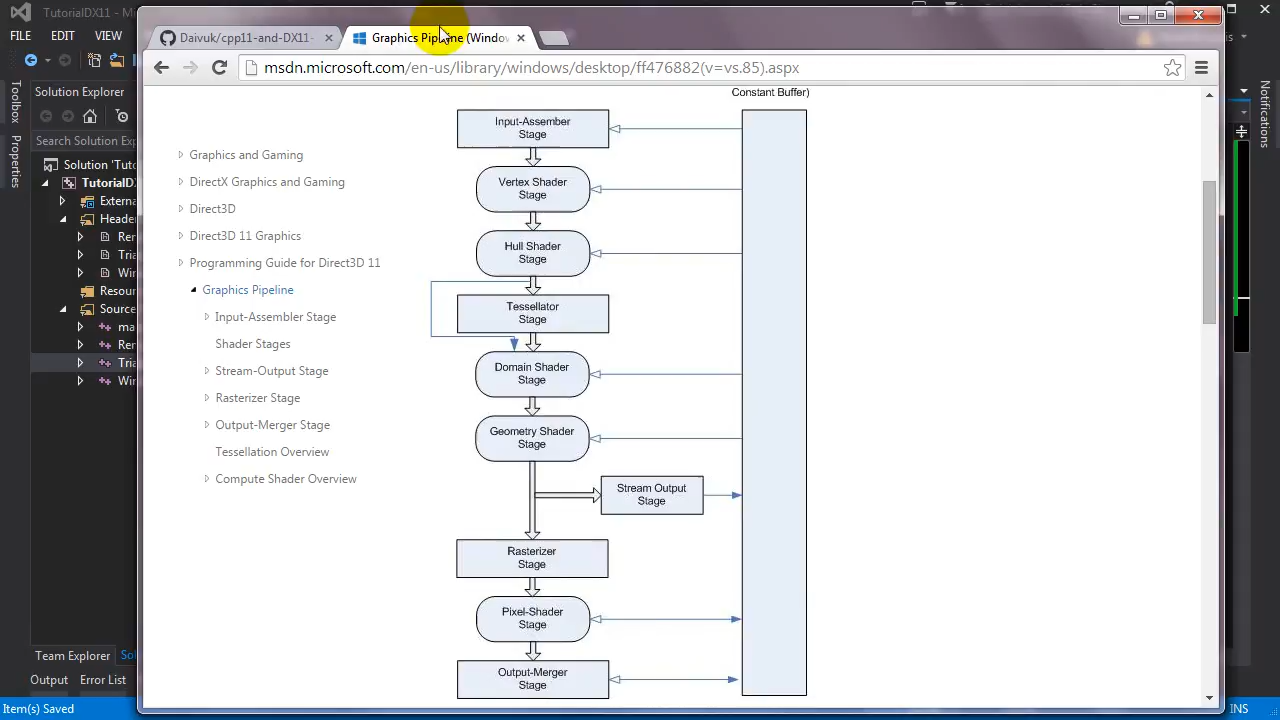 TutorialDX11
FILE
EDIT
VIEW
Daivuk/cpp11-and-DX11-
Graphics Pipeline (Windo
msdn.microsoft.com/en-us/library/windows/desktop/ff476882(v=vs.85).aspx
Toolbox
Properties
Notifications
Solution Explorer
Search Solution Explorer
Solution 'Tuto
TutorialDX
Externa
Heade
Ren
Tria
Win
Resour
Source
ma
Ren
Tria
Win
Graphics and Gaming
DirectX Graphics and Gaming
Direct3D
Direct3D 11 Graphics
Programming Guide for Direct3D 11
Graphics Pipeline
Input-Assembler Stage
Shader Stages
Stream-Output Stage
Rasterizer Stage
Output-Merger Stage
Tessellation Overview
Compute Shader Overview
Constant Buffer)
Input-Assember
Stage
Vertex Shader
Stage
Hull Shader
Stage
Tessellator
Stage
Domain Shader
Stage
Geometry Shader
Stage
Stream Output
Stage
Rasterizer
Stage
Pixel-Shader
Stage
Output-Merger
Stage
Team Explorer
Sol
Output
Error List
Item(s) Saved
INS